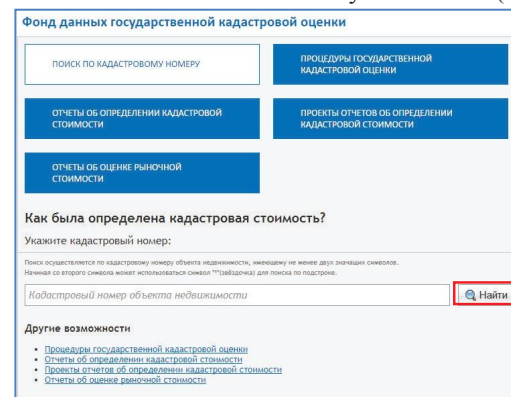 Фонд данных государственной кадастровой оценки
ПОИСК ПО КАДАСТРОВОМУ НОМЕРУ
ПРОЦЕДУРЫ ГОСУДАРСТВЕННОЙ
КАДАСТРОВОЙ ОЦЕНКИ
ОТЧЕТЫ ОБ ОПРЕДЕЛЕНИИ КАДАСТРОВОЙ
СТОИМОСТИ
ПРОЕКТЫ ОТЧЕТОВ ОБ ОПРЕДЕЛЕНИИ
КАДАСТРОВОЙ СТОИМОСТИ
ОТЧЕТЫ ОБ ОЦЕНКЕ РЫНОЧНОЙ
СТОИМОСТИ
Как была определена кадастровая стоимость?
Укажите кадастровый номер:
Поиск осуществляется по кадастровому номеру объекта недвижимости, имеющему не менее двух значащих символов.
Начиная со второго символа может использоваться символ "*"(звёздочка) для поиска по подстроке.
Кадастровый номер объекта недвижимости
Найти
Другие возможности
• Процедуры государственной кадастровой оценки
• Отчеты об определении кадастровой стоимости
• Проекты отчетов об определении кадастровой стоимости
• Отчеты об оценке рыночной стоимости